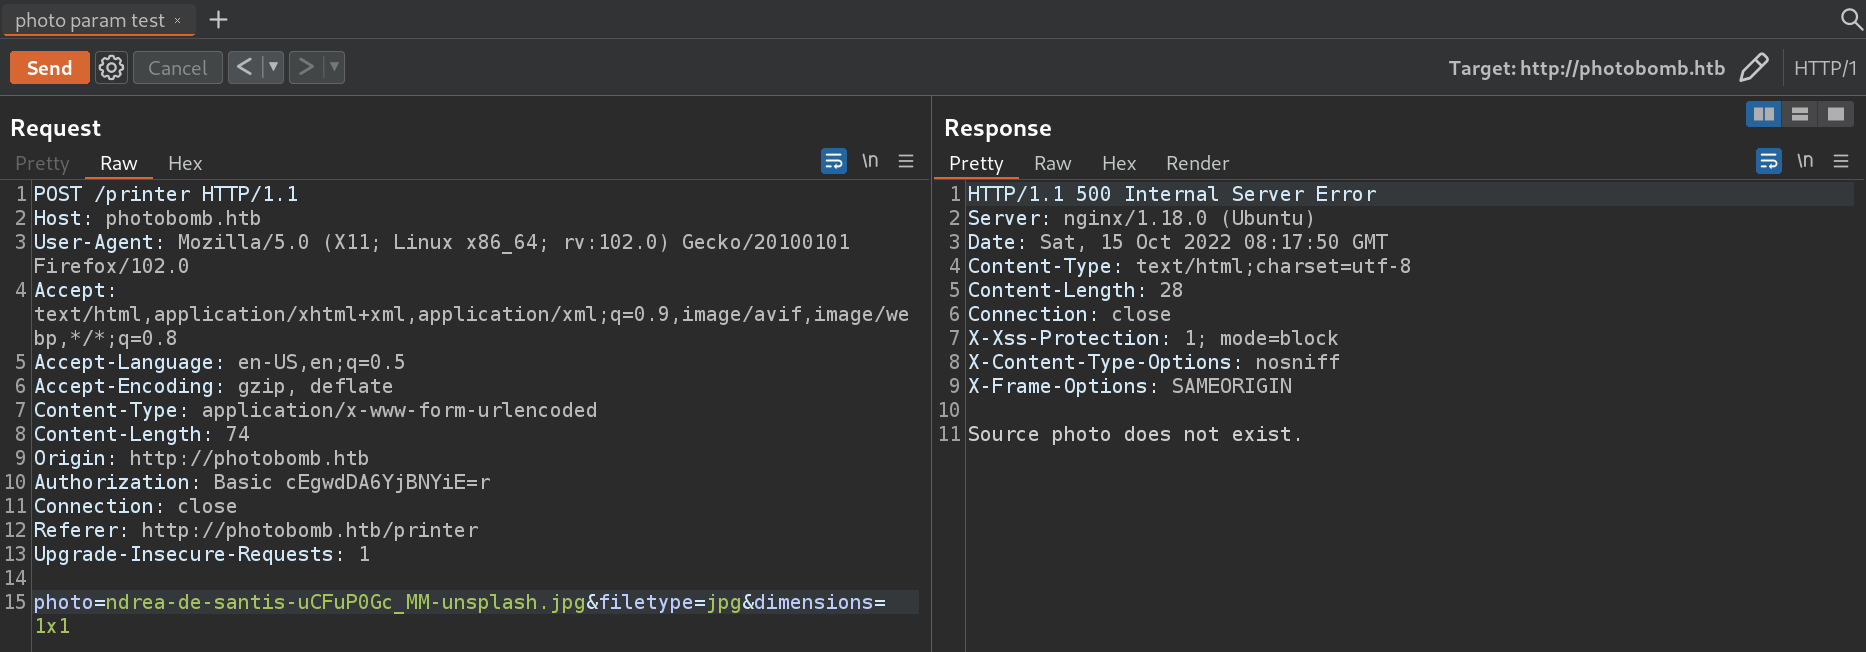 photo param test ×
Send
Cancel
Target: http://photobomb.htb
HTTP/1
Request
Pretty Raw Hex
\n
1 POST /printer HTTP/1.1
2 Host: photobomb.htb
3 User-Agent: Mozilla/5.0 (X11; Linux x86_64; rv:102.0) Gecko/20100101
Firefox/102.0
4 Accept:
text/html,application/xhtml+xml,application/xml;q=0.9,image/avif,image/we
bp,*/*;q=0.8
5 Accept-Language: en-US,en;q=0.5
6 Accept-Encoding: gzip, deflate
7 Content-Type: application/x-www-form-urlencoded
8 Content-Length: 74
9 Origin: http://photobomb.htb
10 Authorization: Basic cEgwdDA6YjBNYiE=r
11 Connection: close
12 Referer: http://photobomb.htb/printer
13 Upgrade-Insecure-Requests: 1
14
15 photo=ndrea-de-santis-uCFuP0Gc_MM-unsplash.jpg&filetype=jpg&dimensions=
1x1
Response
Pretty Raw Hex Render
\n
1 HTTP/1.1 500 Internal Server Error
2 Server: nginx/1.18.0 (Ubuntu)
3 Date: Sat, 15 Oct 2022 08:17:50 GMT
4 Content-Type: text/html;charset=utf-8
5 Content-Length: 28
6 Connection: close
7 X-Xss-Protection: 1; mode=block
8 X-Content-Type-Options: nosniff
9 X-Frame-Options: SAMEORIGIN
10
11 Source photo does not exist.